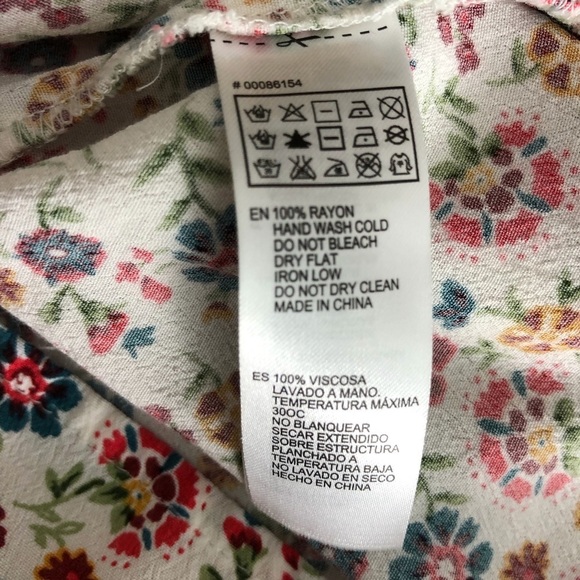 # 00086154
EN 100% RAYON
HAND WASH COLD
DO NOT BLEACH
DRY FLAT
IRON LOW
DO NOT DRY CLEAN
MADE IN CHINA
ES 100% VISCOSA
LAVADO A MANO.
TEMPERATURA MÁXIMA
30OC
NO BLANQUEAR
SECAR EXTENDIDO
SOBRE ESTRUCTURA
PLANCHADO A
TEMPERATURA BAJA
NO LAVADO EN SECO
HECHO EN CHINA